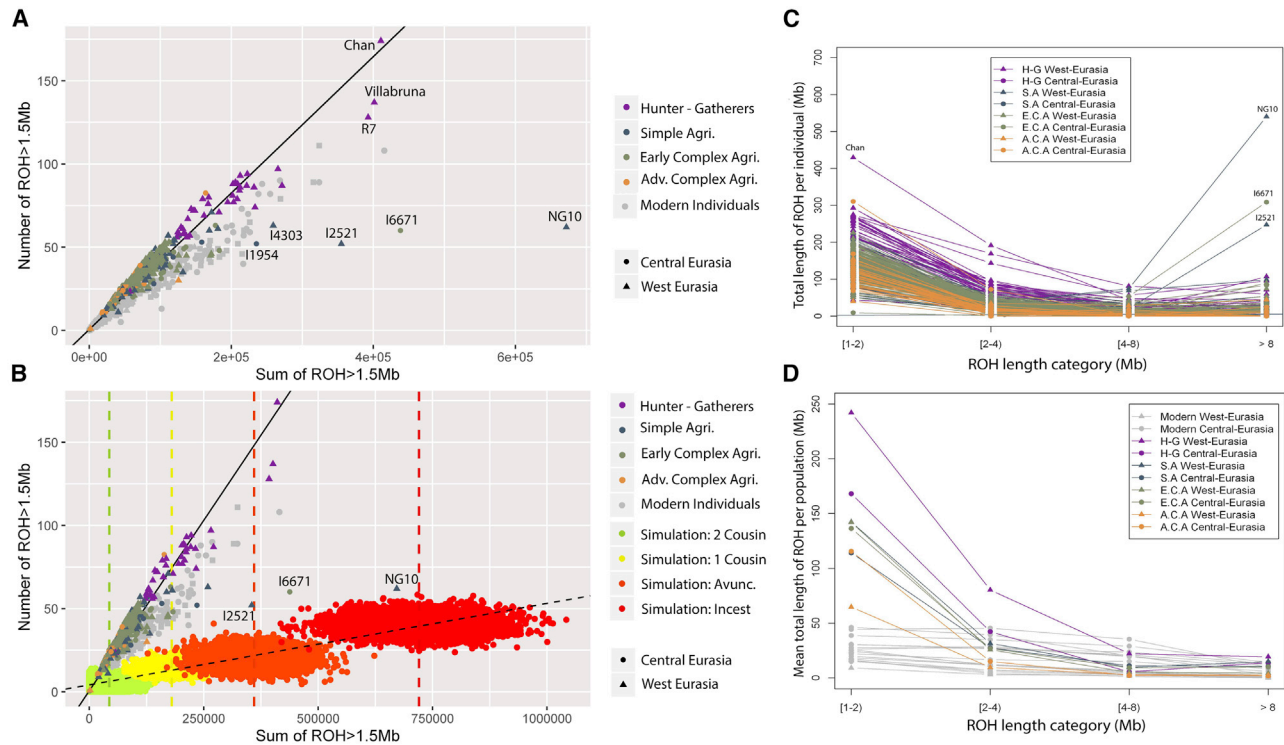 A
Number of ROH>1.5Mb
150
100
50
0
0e+00
2e+05
4e+05
6e+05
Sum of ROH>1.5Mb
Chan
Villabruna
R7
I6671
NG10
I4303
I2521
I1954
Hunter - Gatherers
Simple Agri.
Early Complex Agri.
Adv. Complex Agri.
Modern Individuals
Central Eurasia
West Eurasia
B
Number of ROH>1.5Mb
150
100
50
0
0
250000
500000
750000
1000000
Sum of ROH>1.5Mb
I6671
NG10
I2521
Hunter - Gatherers
Simple Agri.
Early Complex Agri.
Adv. Complex Agri.
Modern Individuals
Simulation: 2 Cousin
Simulation: 1 Cousin
Simulation: Avunc.
Simulation: Incest
Central Eurasia
West Eurasia
C
Total length of ROH per individual (Mb)
700
600
500
400
300
200
100
0
[1-2)
[2-4)
[4-8)
> 8
ROH length category (Mb)
H-G West-Eurasia
H-G Central-Eurasia
S.A West-Eurasia
S.A Central-Eurasia
E.C.A West-Eurasia
E.C.A Central-Eurasia
A.C.A West-Eurasia
A.C.A Central-Eurasia
Chan
NG10
I6671
I2521
D
Mean total length of ROH per population (Mb)
250
200
150
100
50
0
[1-2)
[2-4)
[4-8)
> 8
ROH length category (Mb)
Modern West-Eurasia
Modern Central-Eurasia
H-G West-Eurasia
H-G Central-Eurasia
S.A West-Eurasia
S.A Central-Eurasia
E.C.A West-Eurasia
E.C.A Central-Eurasia
A.C.A West-Eurasia
A.C.A Central-Eurasia